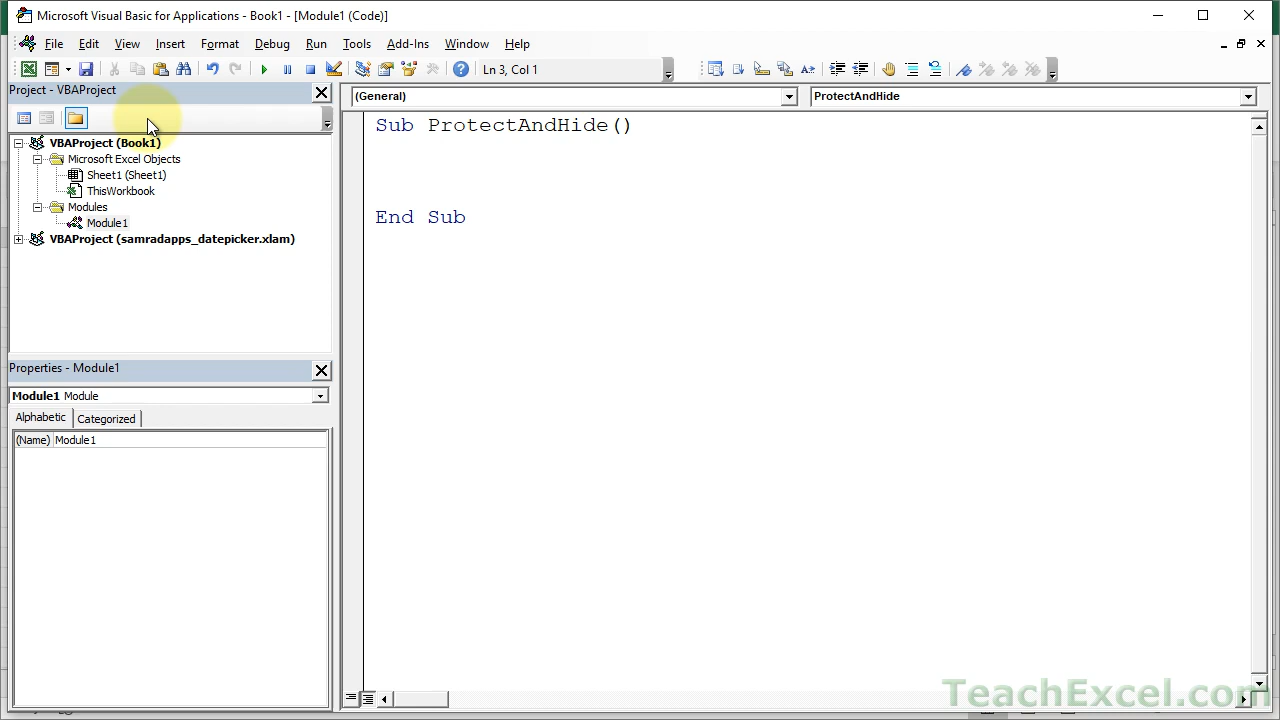 Microsoft Visual Basic for Applications - Book1 - [Module1 (Code)]
File Edit View Insert Format Debug Run Tools Add-Ins Window Help
Ln 3, Col 1
Project - VBAProject
(General)
ProtectAndHide
VBAProject (Book1)
Microsoft Excel Objects
Sheet1 (Sheet1)
ThisWorkbook
Modules
Module1
VBAProject (samradapps_datepicker.xlam)
Sub ProtectAndHide()
End Sub
Properties - Module1
Module1 Module
Alphabetic Categorized
(Name) Module1
TeachExcel.com